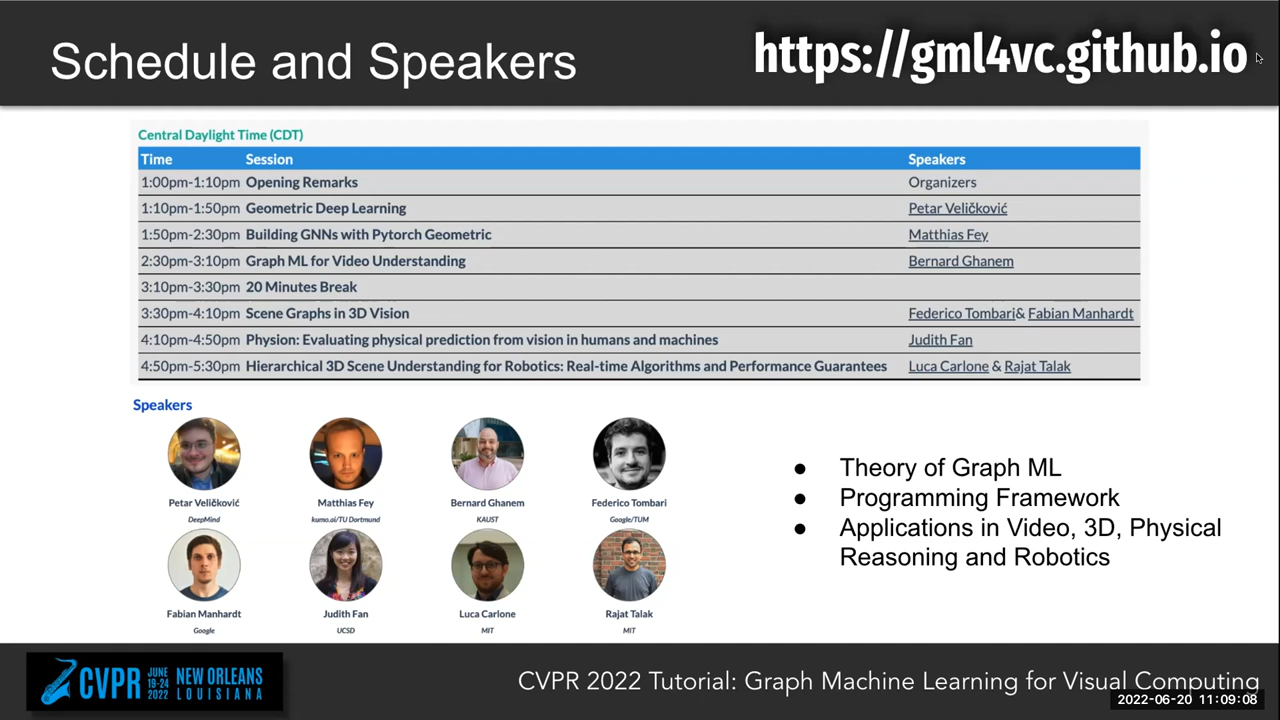 Schedule and Speakers
https://gml4vc.github.io
Central Daylight Time (CDT)
Time Session Speakers
1:00pm-1:10pm Opening Remarks Organizers
1:10pm-1:50pm Geometric Deep Learning Petar Veličković
1:50pm-2:30pm Building GNNs with Pytorch Geometric Matthias Fey
2:30pm-3:10pm Graph ML for Video Understanding Bernard Ghanem
3:10pm-3:30pm 20 Minutes Break
3:30pm-4:10pm Scene Graphs in 3D Vision Federico Tombari& Fabian Manhardt
4:10pm-4:50pm Physion: Evaluating physical prediction from vision in humans and machines Judith Fan
4:50pm-5:30pm Hierarchical 3D Scene Understanding for Robotics: Real-time Algorithms and Performance Guarantees Luca Carlone & Rajat Talak
Speakers
Petar Veličković Matthias Fey Bernard Ghanem Federico Tombari
DeepMind kumo.ai/TU Dortmund KAUST Google/TUM
Fabian Manhardt Judith Fan Luca Carlone Rajat Talak
Google UCSD MIT MIT
● Theory of Graph ML
● Programming Framework
● Applications in Video, 3D, Physical
Reasoning and Robotics
CVPR JUNE 19-24 2022 NEW ORLEANS LOUISIANA
CVPR 2022 Tutorial: Graph Machine Learning for Visual Computing
2022-06-20 11:09:08